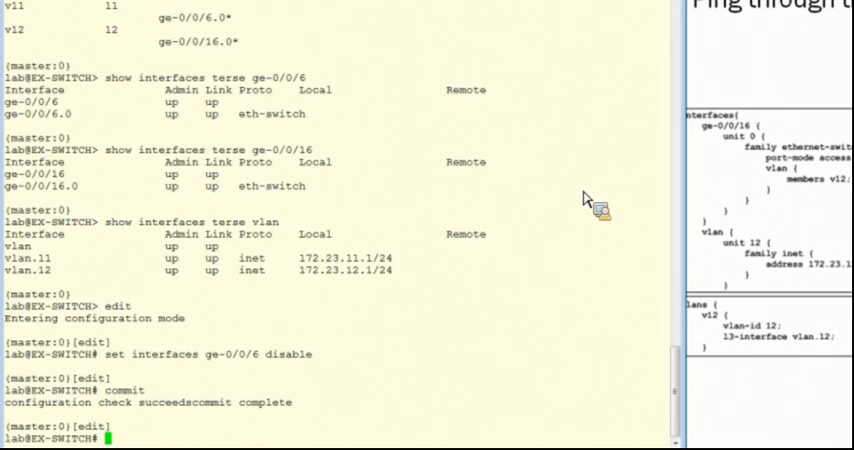 v11 11
ge-0/0/6.0*
v12 12
ge-0/0/16.0*
{master:0}
lab@EX-SWITCH> show interfaces terse ge-0/0/6
Interface Admin Link Proto Local Remote
ge-0/0/6 up up
ge-0/0/6.0 up up eth-switch
{master:0}
lab@EX-SWITCH> show interfaces terse ge-0/0/16
Interface Admin Link Proto Local Remote
ge-0/0/16 up up
ge-0/0/16.0 up up eth-switch
{master:0}
lab@EX-SWITCH> show interfaces terse vlan
Interface Admin Link Proto Local Remote
vlan up up
vlan.11 up up inet 172.23.11.1/24
vlan.12 up up inet 172.23.12.1/24
{master:0}
lab@EX-SWITCH> edit
Entering configuration mode
{master:0}[edit]
lab@EX-SWITCH# set interfaces ge-0/0/6 disable
{master:0}[edit]
lab@EX-SWITCH# commit
configuration check succeedscommit complete
{master:0}[edit]
lab@EX-SWITCH#
Ping through t
nterfaces{
ge-0/0/16 {
unit 0 {
family ethernet-swit
port-mode access
vlan {
members v12;
}
}
}
}
vlan {
unit 12 {
family inet {
address 172.23.1
}
}
lans {
v12 {
vlan-id 12;
l3-interface vlan.12;
}